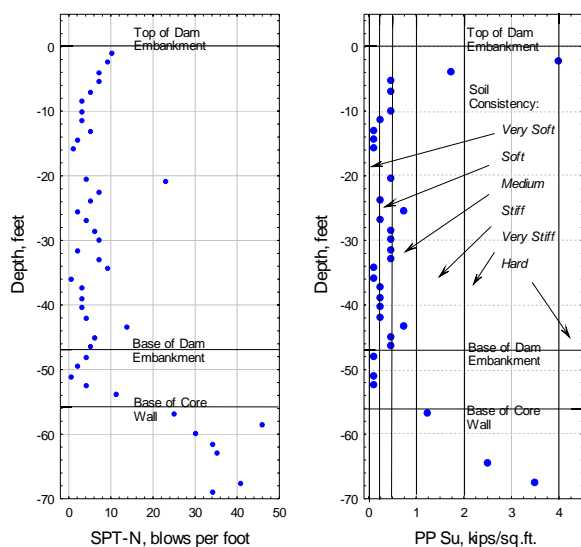 Top of Dam
Embankment
Base of Dam
Embankment
Base of Core
Wall
Depth, feet
0
-10
-20
-30
-40
-50
-60
-70
0
10
20
30
40
50
SPT-N, blows per foot
Top of Dam
Embankment
Soil
Consistency:
Very Soft
Soft
Medium
Stiff
Very Stiff
Hard
Base of Dam
Embankment
Base of Core
Wall
Depth, feet
0
-10
-20
-30
-40
-50
-60
-70
0
1
2
3
4
PP Su, kips/sq.ft.